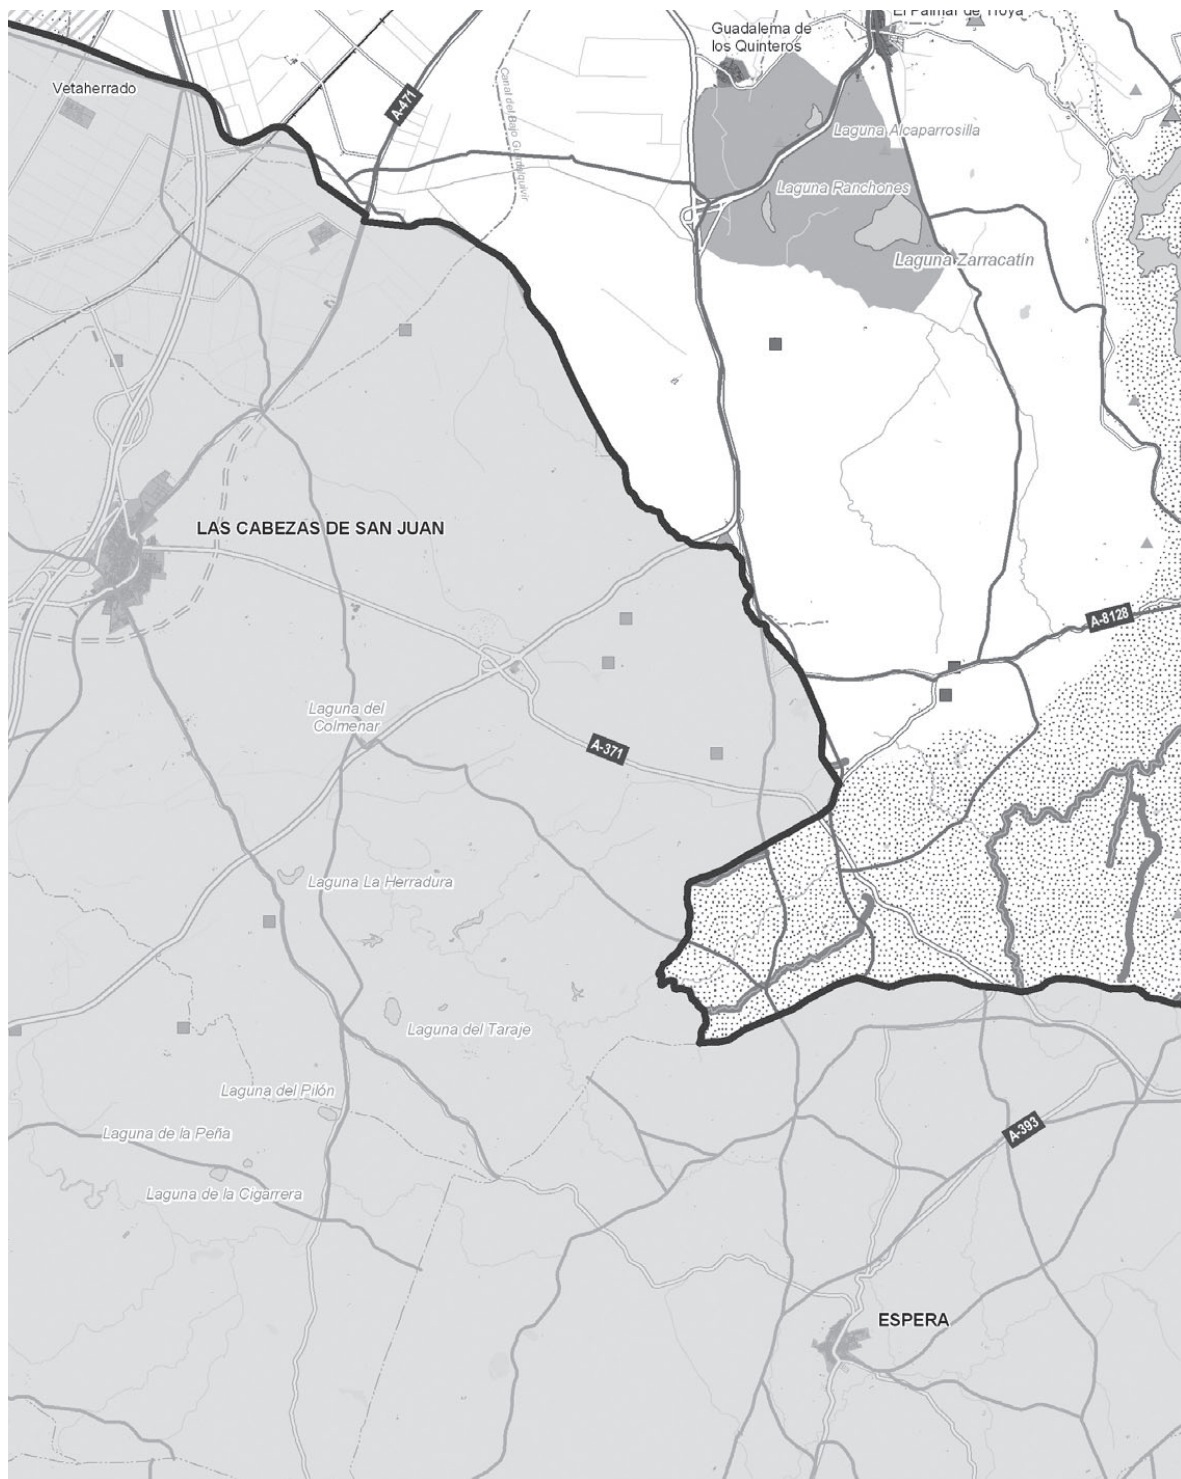 El Palmar de Troya
Guadalema de
los Quinteros
Vetaherrado
A-471
Canal del Bajo Guadalquivir
Laguna Alcaparrosilla
Laguna Ranchones
Laguna Zarracatín
LAS CABEZAS DE SAN JUAN
A-8128
Laguna del
Colmenar
A-371
Laguna La Herradura
Laguna del Taraje
Laguna del Pilón
Laguna de la Peña
A-393
Laguna de la Cigarrera
ESPERA